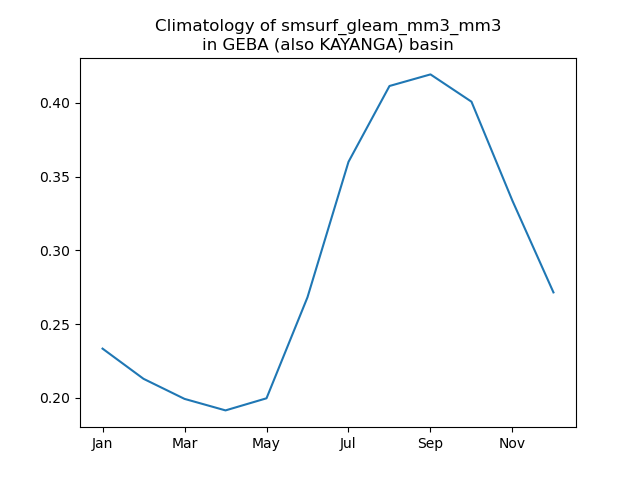 Climatology of smsurf_gleam_mm3_mm3
in GEBA (also KAYANGA) basin
0.40
0.35
0.30
0.25
0.20
Jan Mar May Jul Sep Nov